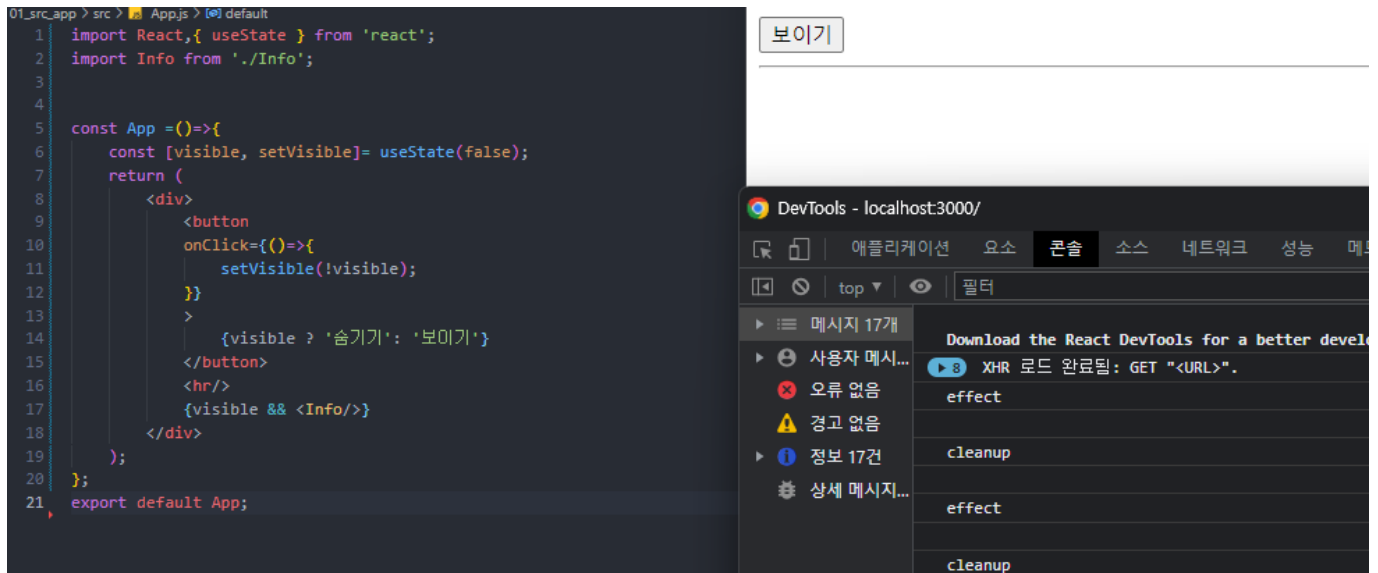 01_src_app > src > App.js > default
1 import React,{ useState } from 'react';
2 import Info from './Info';
3
4
5 const App =()=>{
6 const [visible, setVisible]= useState(false);
7 return (
8 <div>
9 <button
10 onClick={()=>{
11 setVisible(!visible);
12 }}
13 >
14 {visible ? '숨기기': '보이기'}
15 </button>
16 <hr/>
17 {visible && <Info/>}
18 </div>
19 );
20 };
21 export default App;
보이기
DevTools - localhost:3000/
애플리케이션 요소 콘솔 소스 네트워크 성능
top ▼ 필터
메시지 17개
사용자 메시...
오류 없음
경고 없음
정보 17건
상세 메시지...
Download the React DevTools for a better
8 XHR 로드 완료됨: GET "<URL>".
effect
cleanup
effect
cleanup